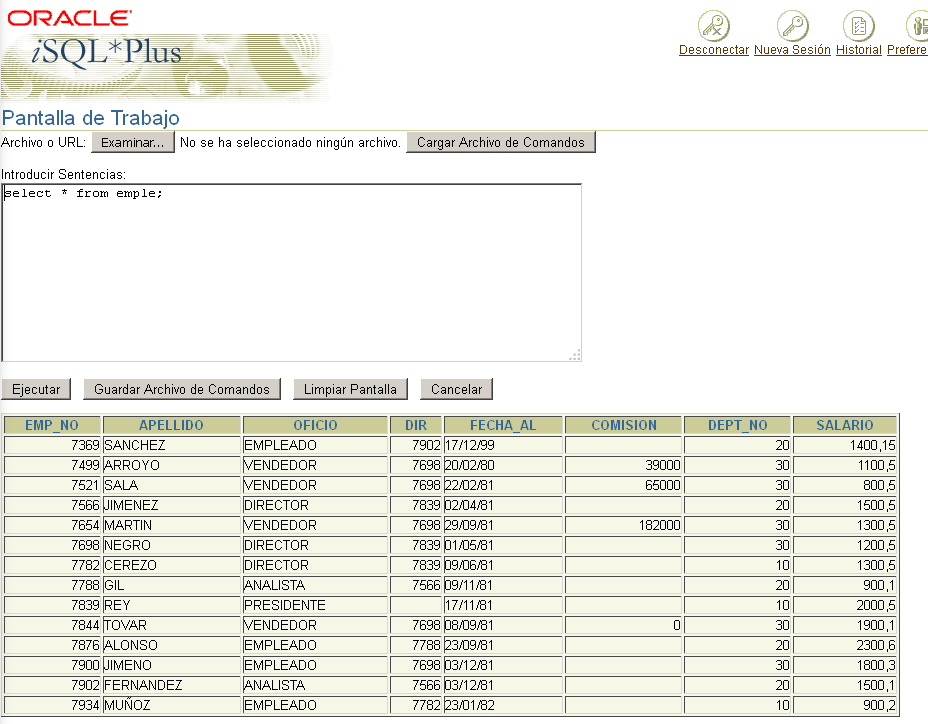 ORACLE
iSQL*Plus
Desconectar Nueva Sesión Historial Prefere
Pantalla de Trabajo
Archivo o URL: Examinar... No se ha seleccionado ningún archivo. Cargar Archivo de Comandos
Introducir Sentencias:
select * from emple;
Ejecutar Guardar Archivo de Comandos Limpiar Pantalla Cancelar
EMP_NO APELLIDO OFICIO DIR FECHA_AL COMISION DEPT_NO SALARIO
7369 SANCHEZ EMPLEADO 7902 17/12/99 20 1400,15
7499 ARROYO VENDEDOR 7698 20/02/80 39000 30 1100,5
7521 SALA VENDEDOR 7698 22/02/81 65000 30 800,5
7566 JIMENEZ DIRECTOR 7839 02/04/81 20 1500,5
7654 MARTIN VENDEDOR 7698 29/09/81 182000 30 1300,5
7698 NEGRO DIRECTOR 7839 01/05/81 30 1200,5
7782 CEREZO DIRECTOR 7839 09/06/81 10 1300,5
7788 GIL ANALISTA 7566 09/11/81 20 900,1
7839 REY PRESIDENTE 17/11/81 10 2000,5
7844 TOVAR VENDEDOR 7698 08/09/81 0 30 1900,1
7876 ALONSO EMPLEADO 7788 23/09/81 20 2300,6
7900 JIMENO EMPLEADO 7698 03/12/81 30 1800,3
7902 FERNANDEZ ANALISTA 7566 03/12/81 20 1500,1
7934 MUÑOZ EMPLEADO 7782 23/01/82 10 900,2